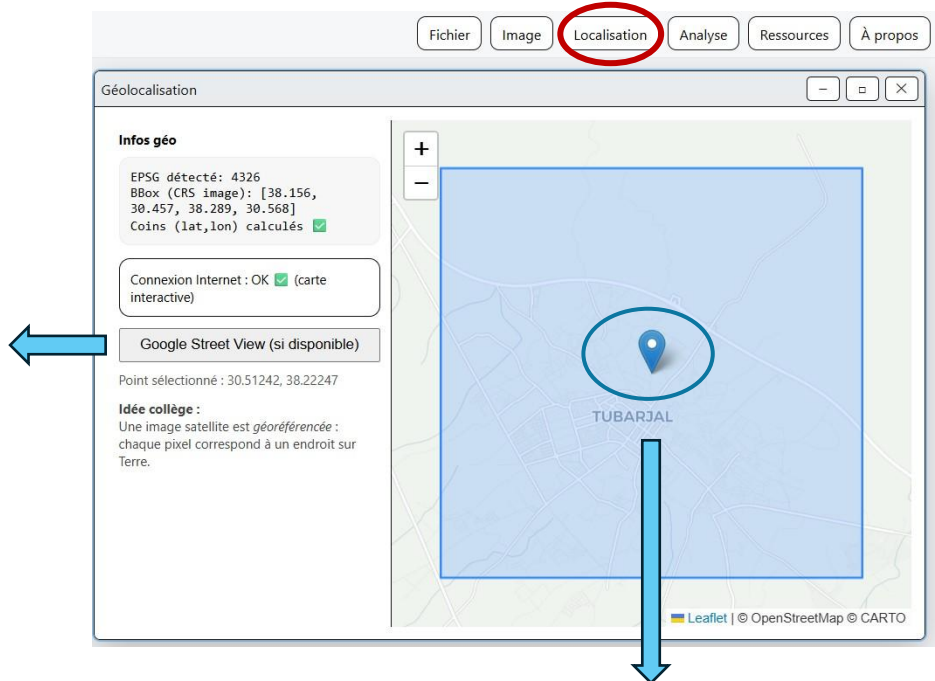 Fichier Image Localisation Analyse Ressources À propos
Géolocalisation
Infos géo
EPSG détecté: 4326
BBox (CRS image): [38.156,
30.457, 38.289, 30.568]
Coins (lat,lon) calculés ✅
Connexion Internet : OK ✅ (carte
interactive)
Google Street View (si disponible)
Point sélectionné : 30.51242, 38.22247
Idée collège :
Une image satellite est géoréférencée :
chaque pixel correspond à un endroit sur
Terre.
+
−
TUBARJAL
Leaflet | © OpenStreetMap © CARTO